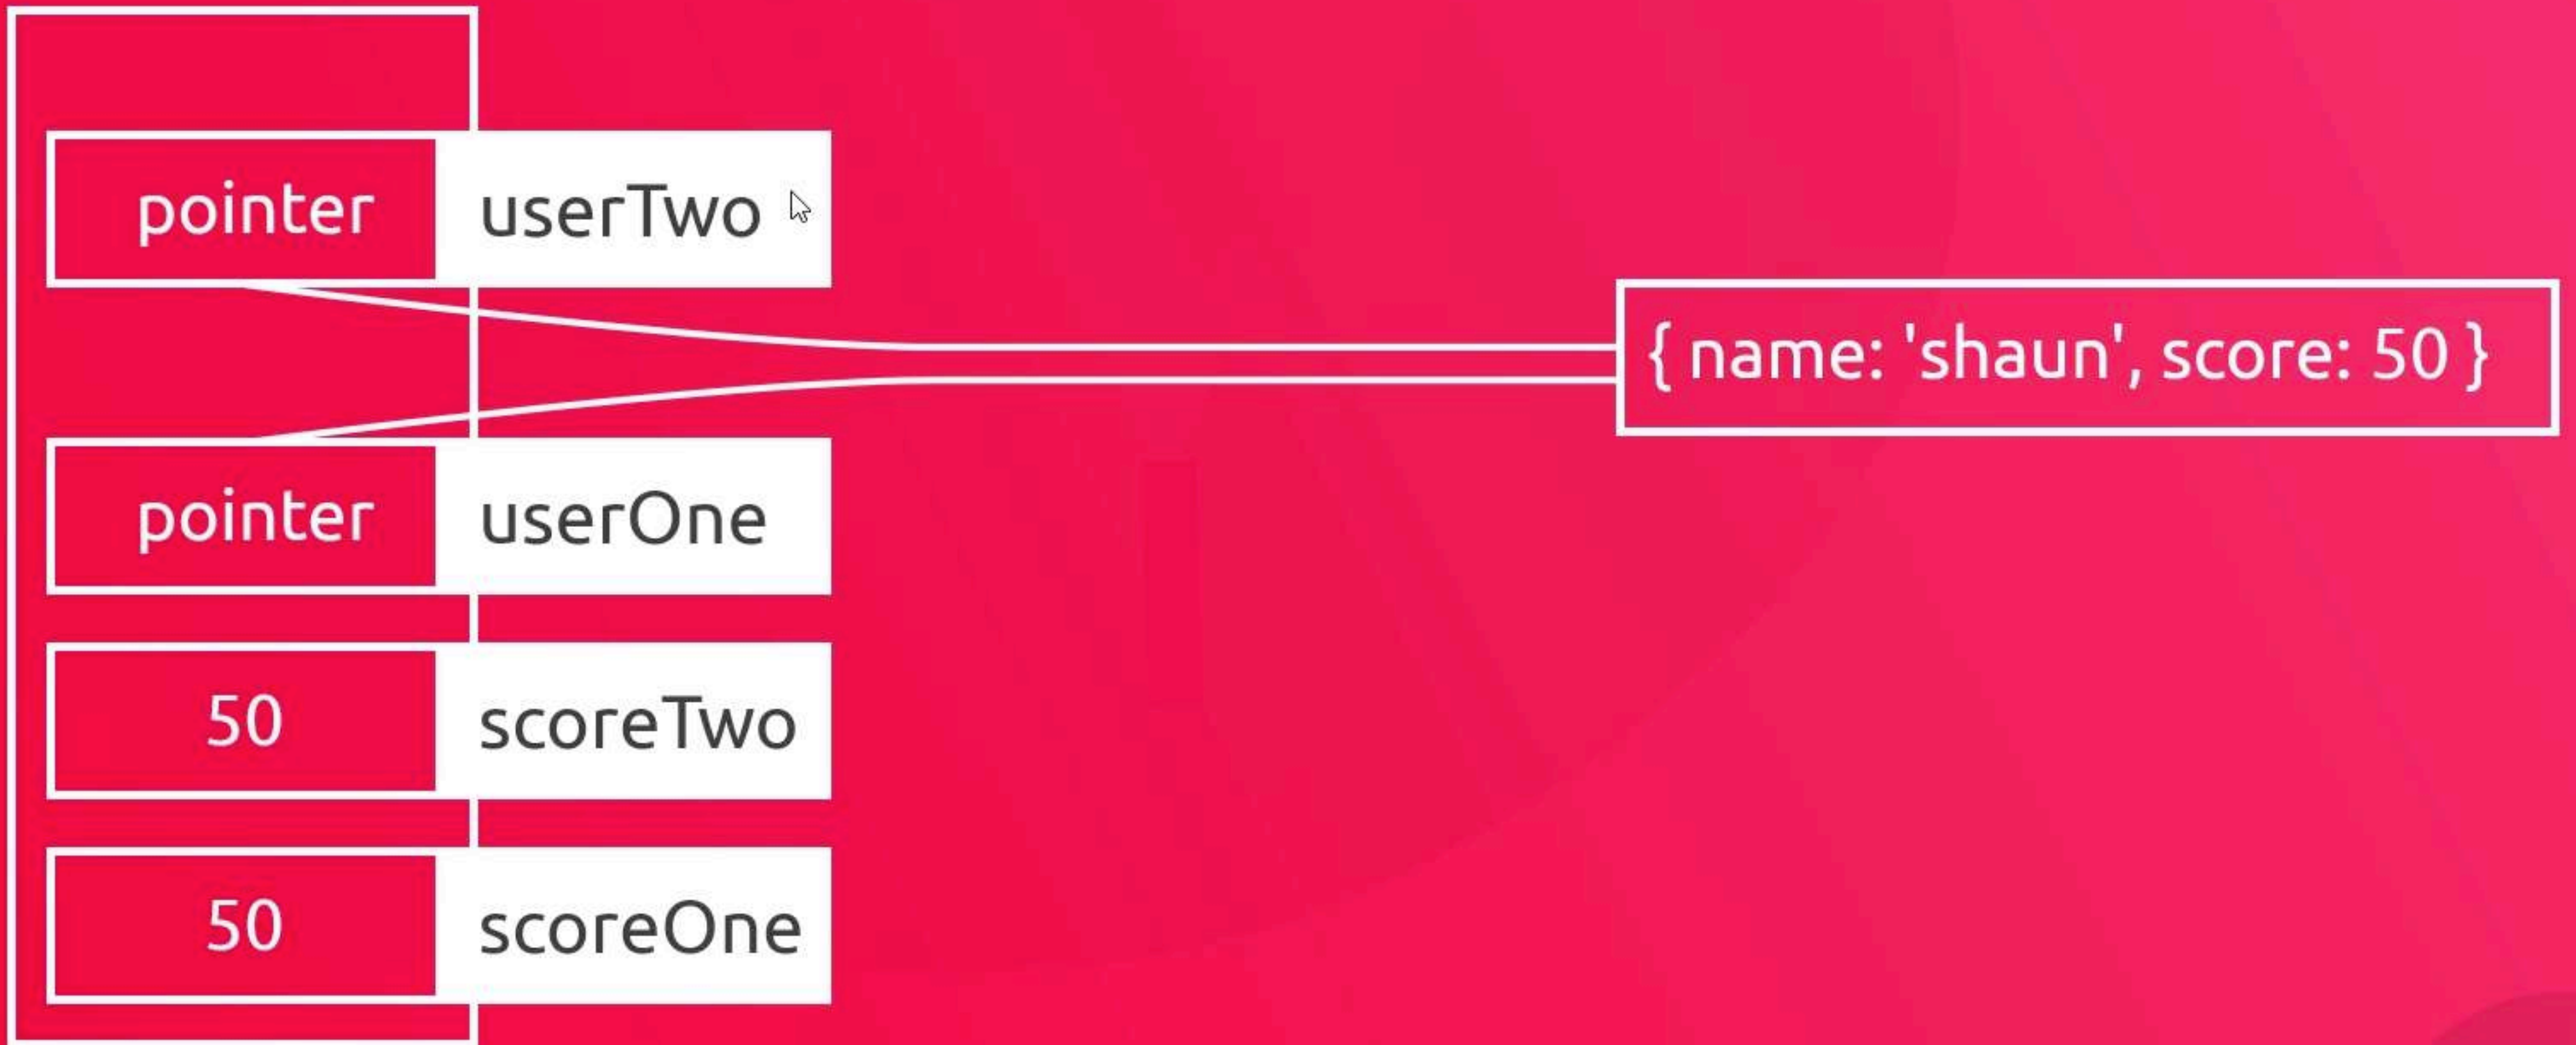 pointer userTwo
{ name: 'shaun', score: 50 }
pointer userOne
50 scoreTwo
50 scoreOne